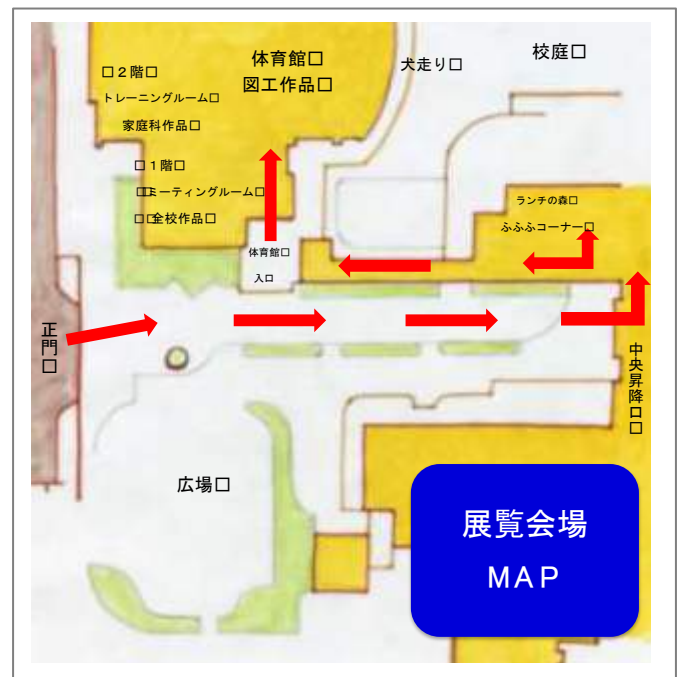 体育館□
図工作品□
□２階□
トレーニングルーム□
家庭科作品□
□１階□
□□ミーティングルーム□
□□全校作品□
犬走り□
校庭□
ランチの森□
ふふふコーナー□
体育館□
入口
正門□
中央昇降口□
広場□
展覧会場
ＭＡＰ